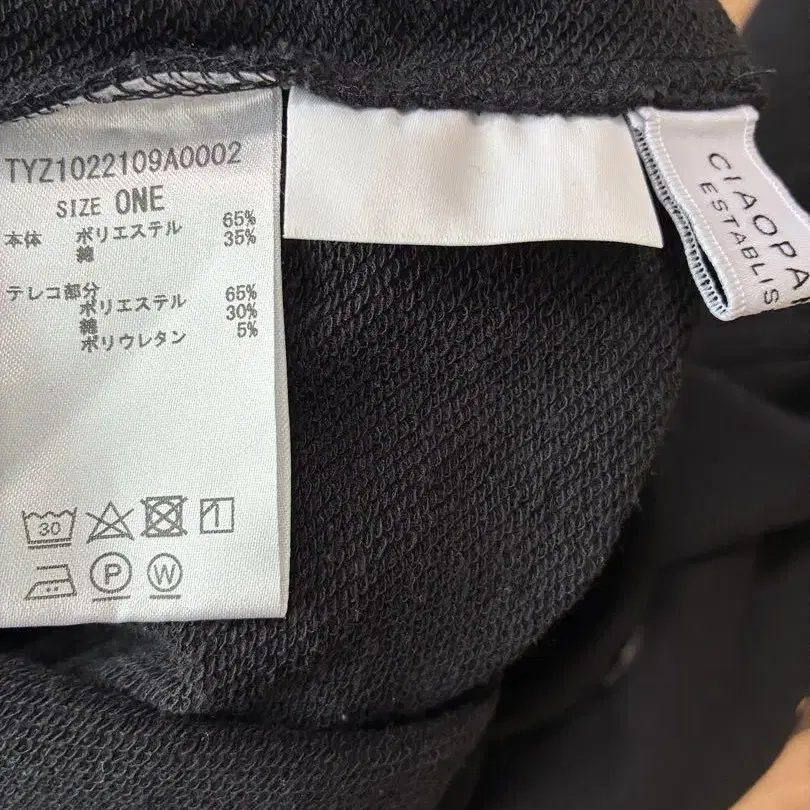 TYZ1022109A0002
SIZE ONE
本体 ポリエステル 65%
綿 35%
テレコ部分
ポリエステル 65%
綿 30%
ポリウレタン 5%
30
P W
CIAOPA
ESTABLIS